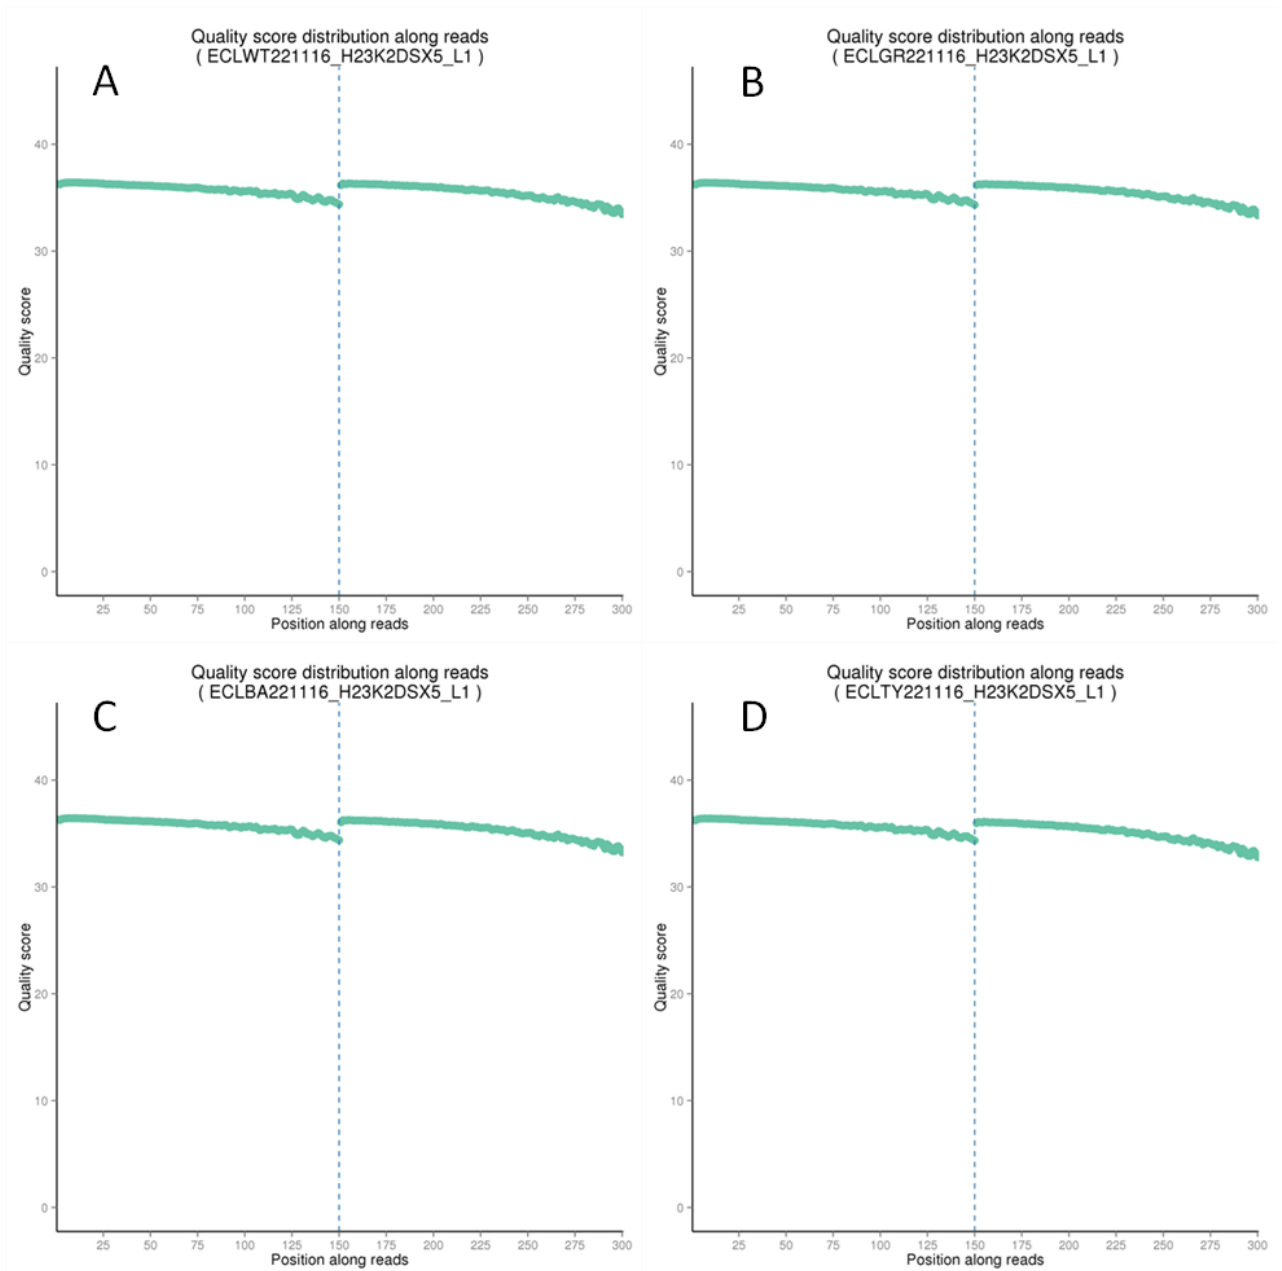 Quality score distribution along reads
( ECLWT221116_H23K2DSX5_L1 )
A
40
30
20
10
0
Quality score
25 50 75 100 125 150 175 200 225 250 275 300
Position along reads
Quality score distribution along reads
( ECLGR221116_H23K2DSX5_L1 )
B
40
30
20
10
0
Quality score
25 50 75 100 125 150 175 200 225 250 275 300
Position along reads
Quality score distribution along reads
( ECLBA221116_H23K2DSX5_L1 )
C
40
30
20
10
0
Quality score
25 50 75 100 125 150 175 200 225 250 275 300
Position along reads
Quality score distribution along reads
( ECLTY221116_H23K2DSX5_L1 )
D
40
30
20
10
0
Quality score
25 50 75 100 125 150 175 200 225 250 275 300
Position along reads